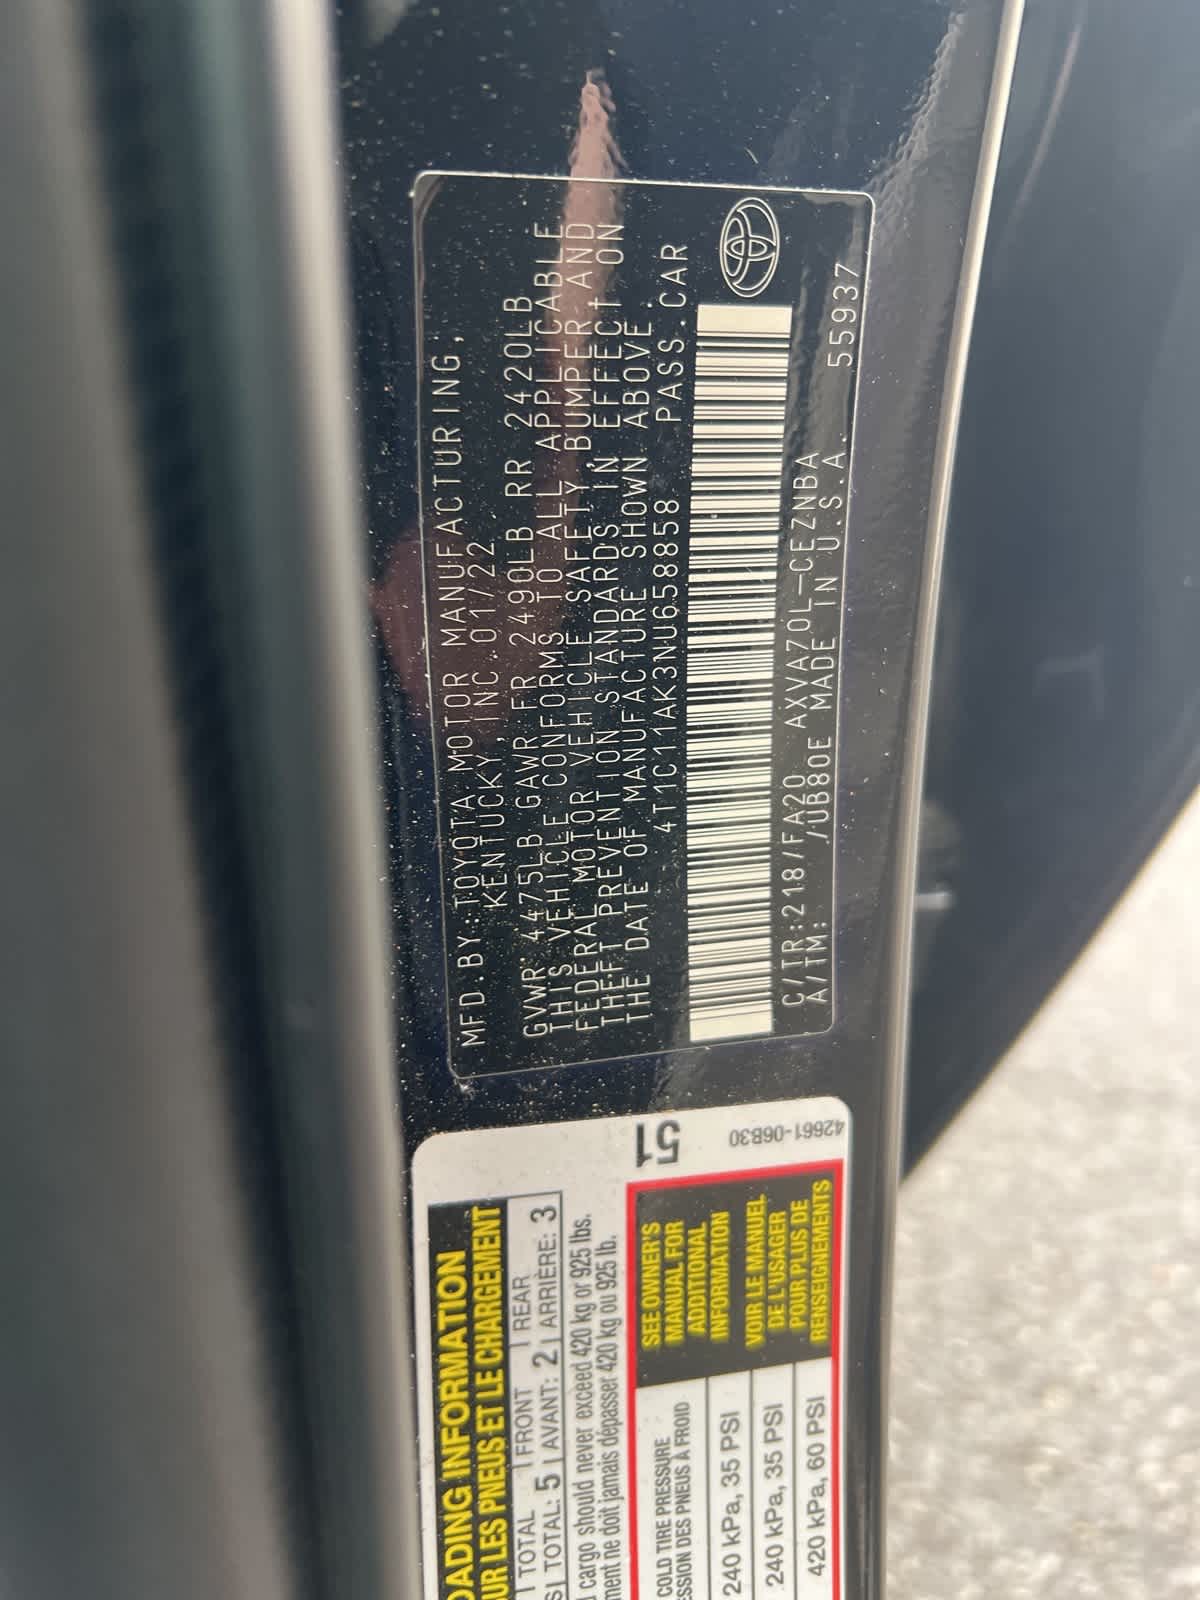 MFD.BY:TOYOTA MOTOR MANUFACTURING,
KENTUCKY,INC.01/22
GVWR 4475LB GAWR FR 2490LB RR 2420LB
THIS VEHICLE CONFORMS TO ALL APPLICABLE
FEDERAL MOTOR VEHICLE SAFETY, BUMPER, AND
THEFT PREVENTION STANDARDS IN EFFECT ON
THE DATE OF MANUFACTURE SHOWN ABOVE.
4T1C11AK3NU658858 PASS.CAR
C/TR:218/FA20 AXVA70L-CEZNBA
A/TM: /UB80E MADE IN U.S.A. 55937
51
42661-06B30
LOADING INFORMATION
SUR LES PNEUS ET LE CHARGEMENT
TOTAL FRONT REAR
TOTAL: 5 AVANT: 2 ARRIÈRE: 3
cargo should never exceed 420 kg or 925 lbs.
ne doit jamais dépasser 420 kg ou 925 lb.
COLD TIRE PRESSURE
DES PNEUS À FROID
240 kPa, 35 PSI
240 kPa, 35 PSI
420 kPa, 60 PSI
SEE OWNER'S
MANUAL FOR
ADDITIONAL
INFORMATION
VOIR LE MANUEL
DE L'USAGER
POUR PLUS DE
RENSEIGNEMENTS